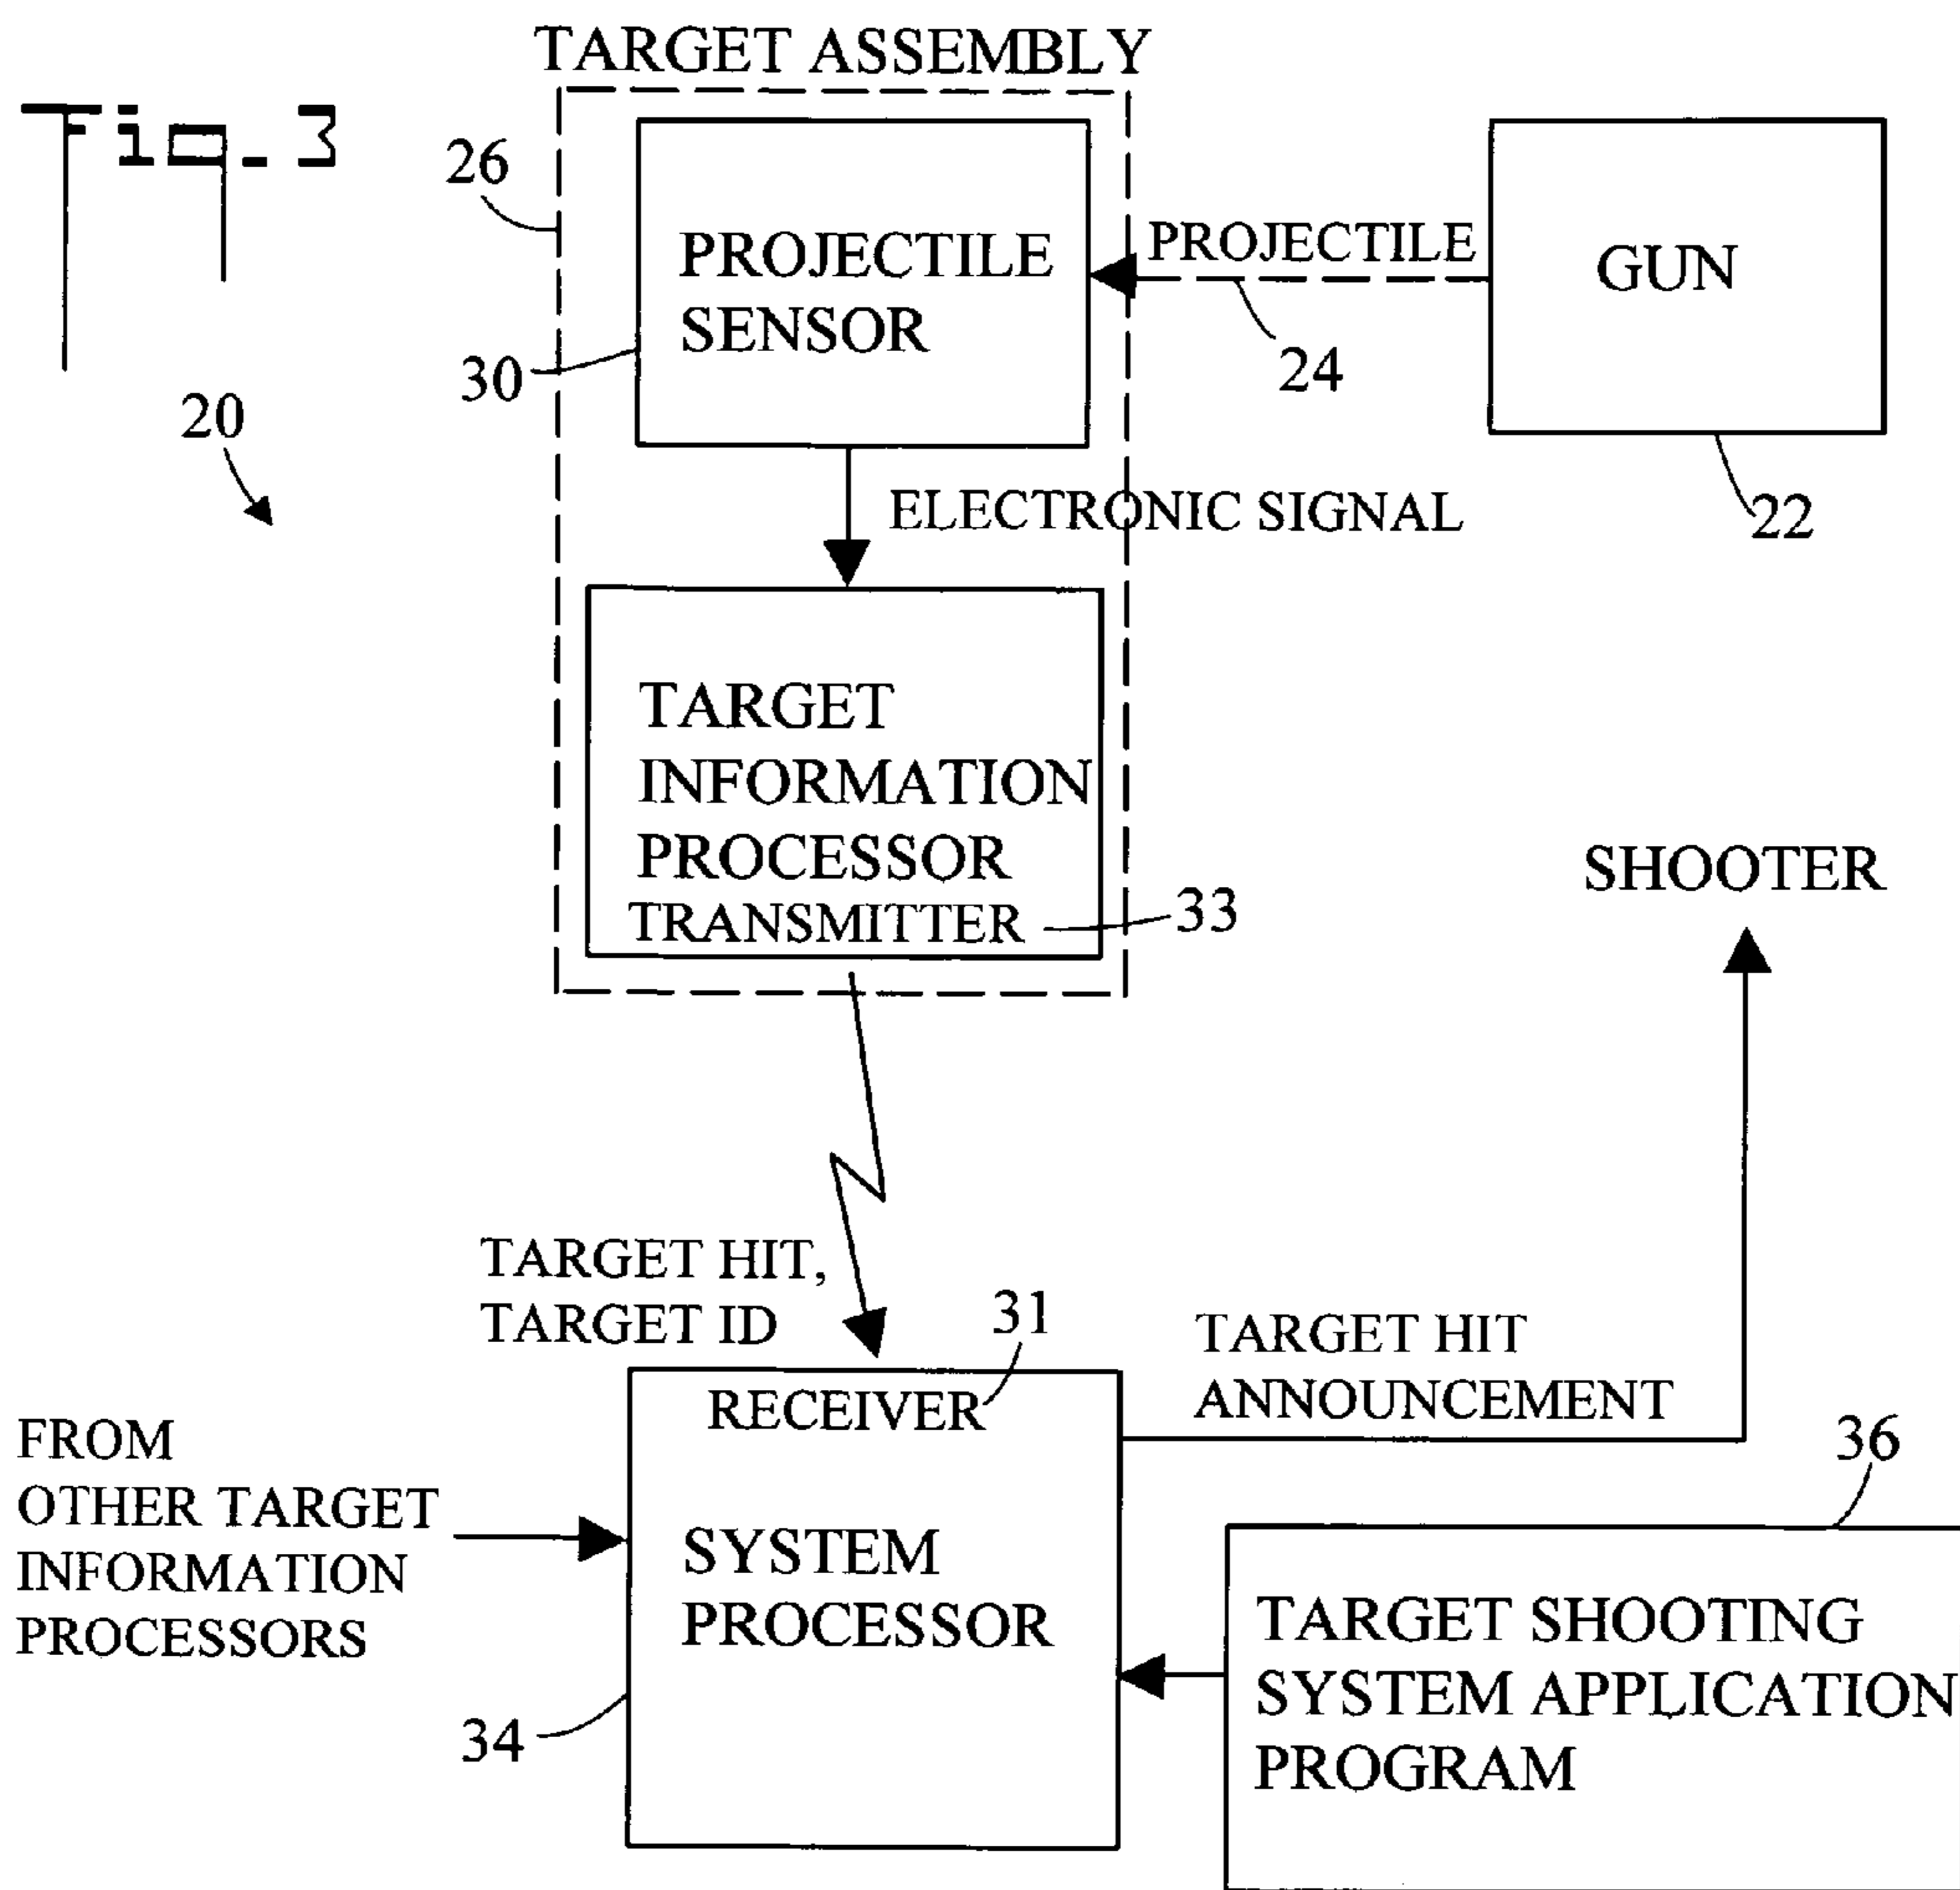 TARGET ASSEMBLY
Fig. 3
26
PROJECTILE
SENSOR
PROJECTILE
GUN
30
24
20
ELECTRONIC SIGNAL
22
TARGET
INFORMATION
PROCESSOR
TRANSMITTER
33
SHOOTER
TARGET HIT,
TARGET ID
31
RECEIVER
TARGET HIT
ANNOUNCEMENT
FROM
OTHER TARGET
INFORMATION
PROCESSORS
36
SYSTEM
PROCESSOR
34
TARGET SHOOTING
SYSTEM APPLICATION
PROGRAM